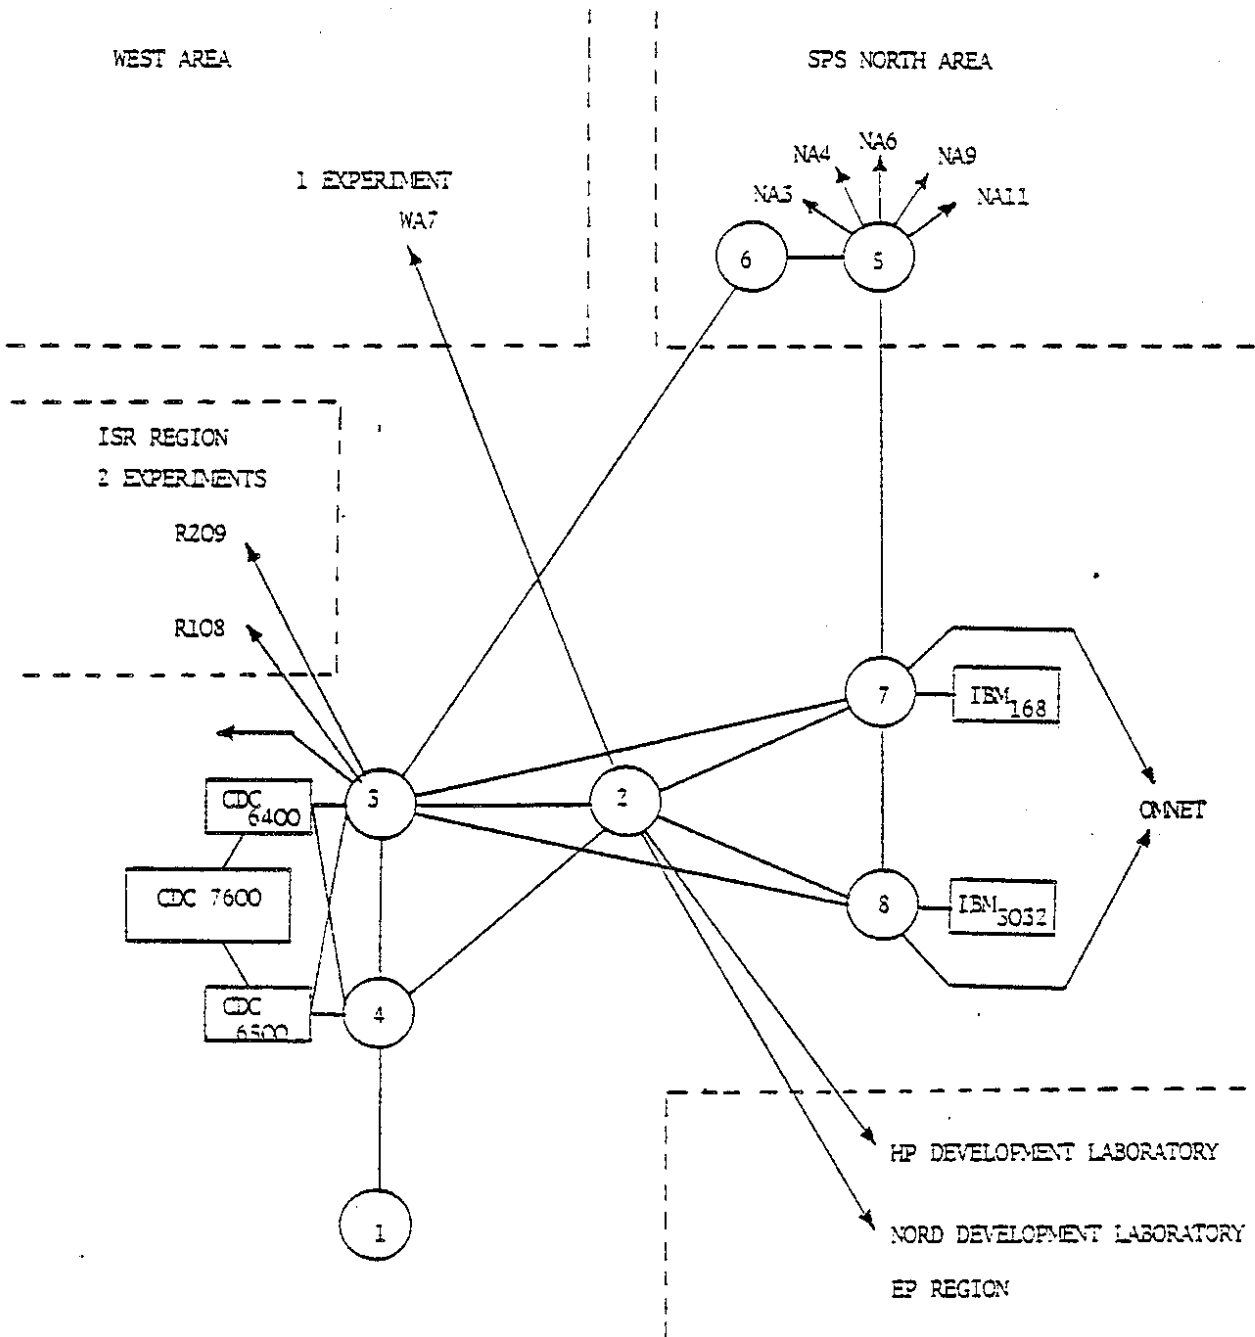 WEST AREA
SPS NORTH AREA
1 EXPERIMENT
WA7
NA3
NA4
NA6
NA9
NA11
6
5
ISR REGION
2 EXPERIMENTS
R209
R108
7
IBM 168
CDC 6400
3
2
OMNET
CDC 7600
8
IBM 3032
CDC 6500
4
HP DEVELOPMENT LABORATORY
1
NORD DEVELOPMENT LABORATORY
EP REGION